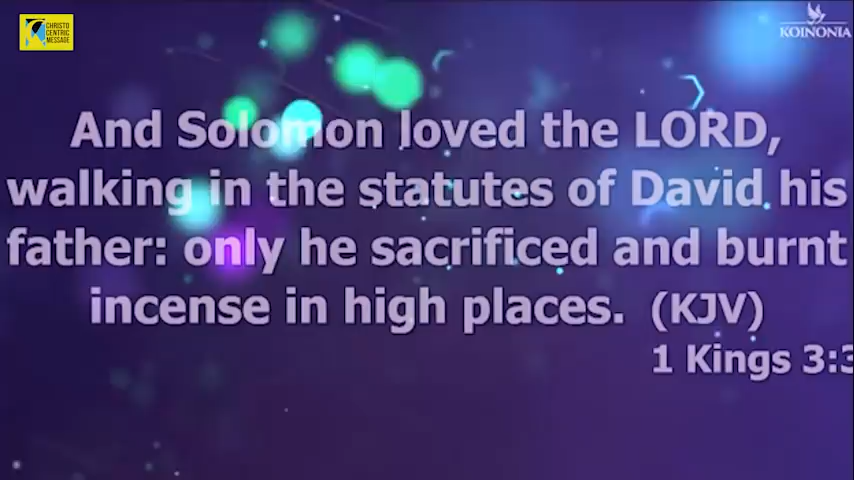 CHRISTO
CENTRIC
MESSAGE
KOINONIA
And Solomon loved the LORD,
walking in the statutes of David his
father: only he sacrificed and burnt
incense in high places. (KJV)
1 Kings 3:3